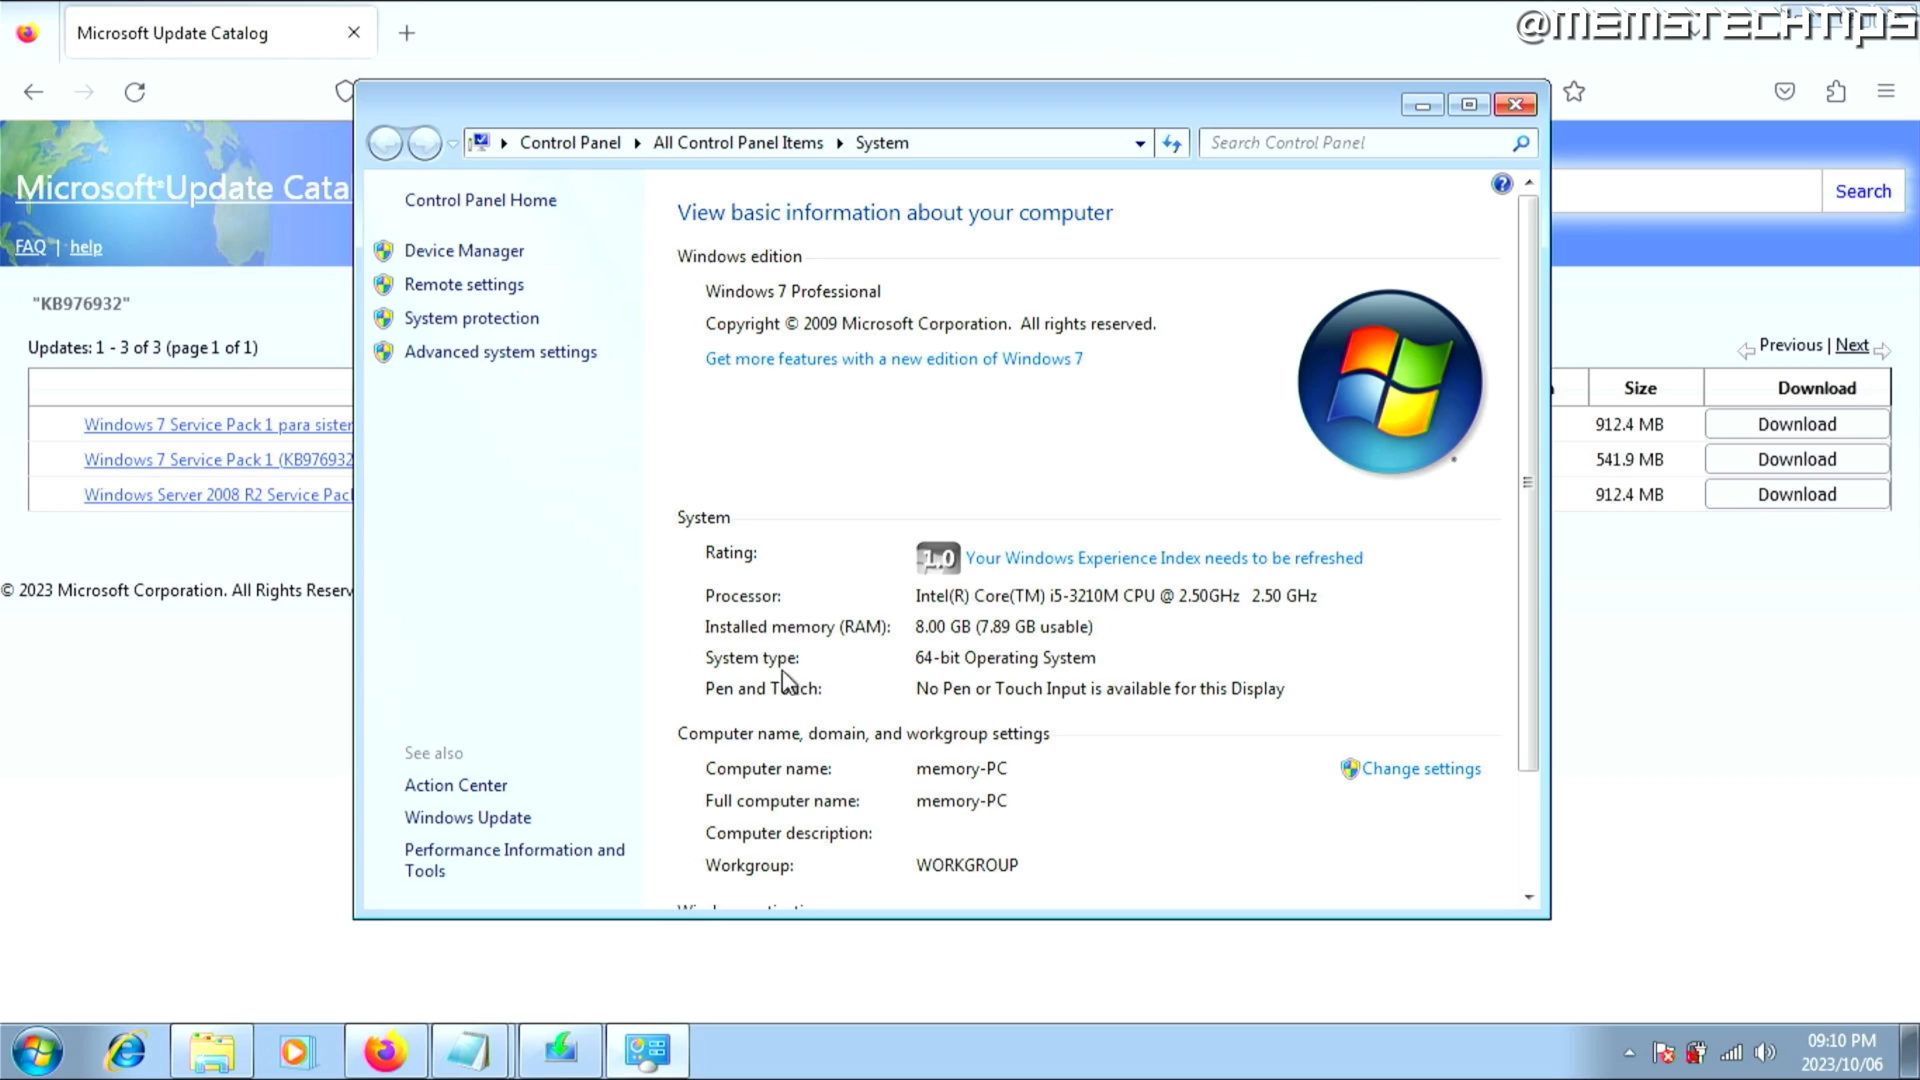 Microsoft Update Catalog
@MEMSTECHTIPS
Control Panel
All Control Panel Items
System
Search Control Panel
Microsoft Update Cata
Search
FAQ | help
"KB976932"
Updates: 1 - 3 of 3 (page 1 of 1)
Previous | Next
Size
Download
Windows 7 Service Pack 1 para sister
912.4 MB
Download
Windows 7 Service Pack 1 (KB976932
541.9 MB
Download
Windows Server 2008 R2 Service Pac
912.4 MB
Download
© 2023 Microsoft Corporation. All Rights Reserv
Control Panel Home
Device Manager
Remote settings
System protection
Advanced system settings
See also
Action Center
Windows Update
Performance Information and
Tools
View basic information about your computer
Windows edition
Windows 7 Professional
Copyright © 2009 Microsoft Corporation. All rights reserved.
Get more features with a new edition of Windows 7
System
Rating:
1.0 Your Windows Experience Index needs to be refreshed
Processor:
Intel(R) Core(TM) i5-3210M CPU @ 2.50GHz 2.50 GHz
Installed memory (RAM):
8.00 GB (7.89 GB usable)
System type:
64-bit Operating System
Pen and Touch:
No Pen or Touch Input is available for this Display
Computer name, domain, and workgroup settings
Computer name:
memory-PC
Change settings
Full computer name:
memory-PC
Computer description:
Workgroup:
WORKGROUP
09:10 PM
2023/10/06